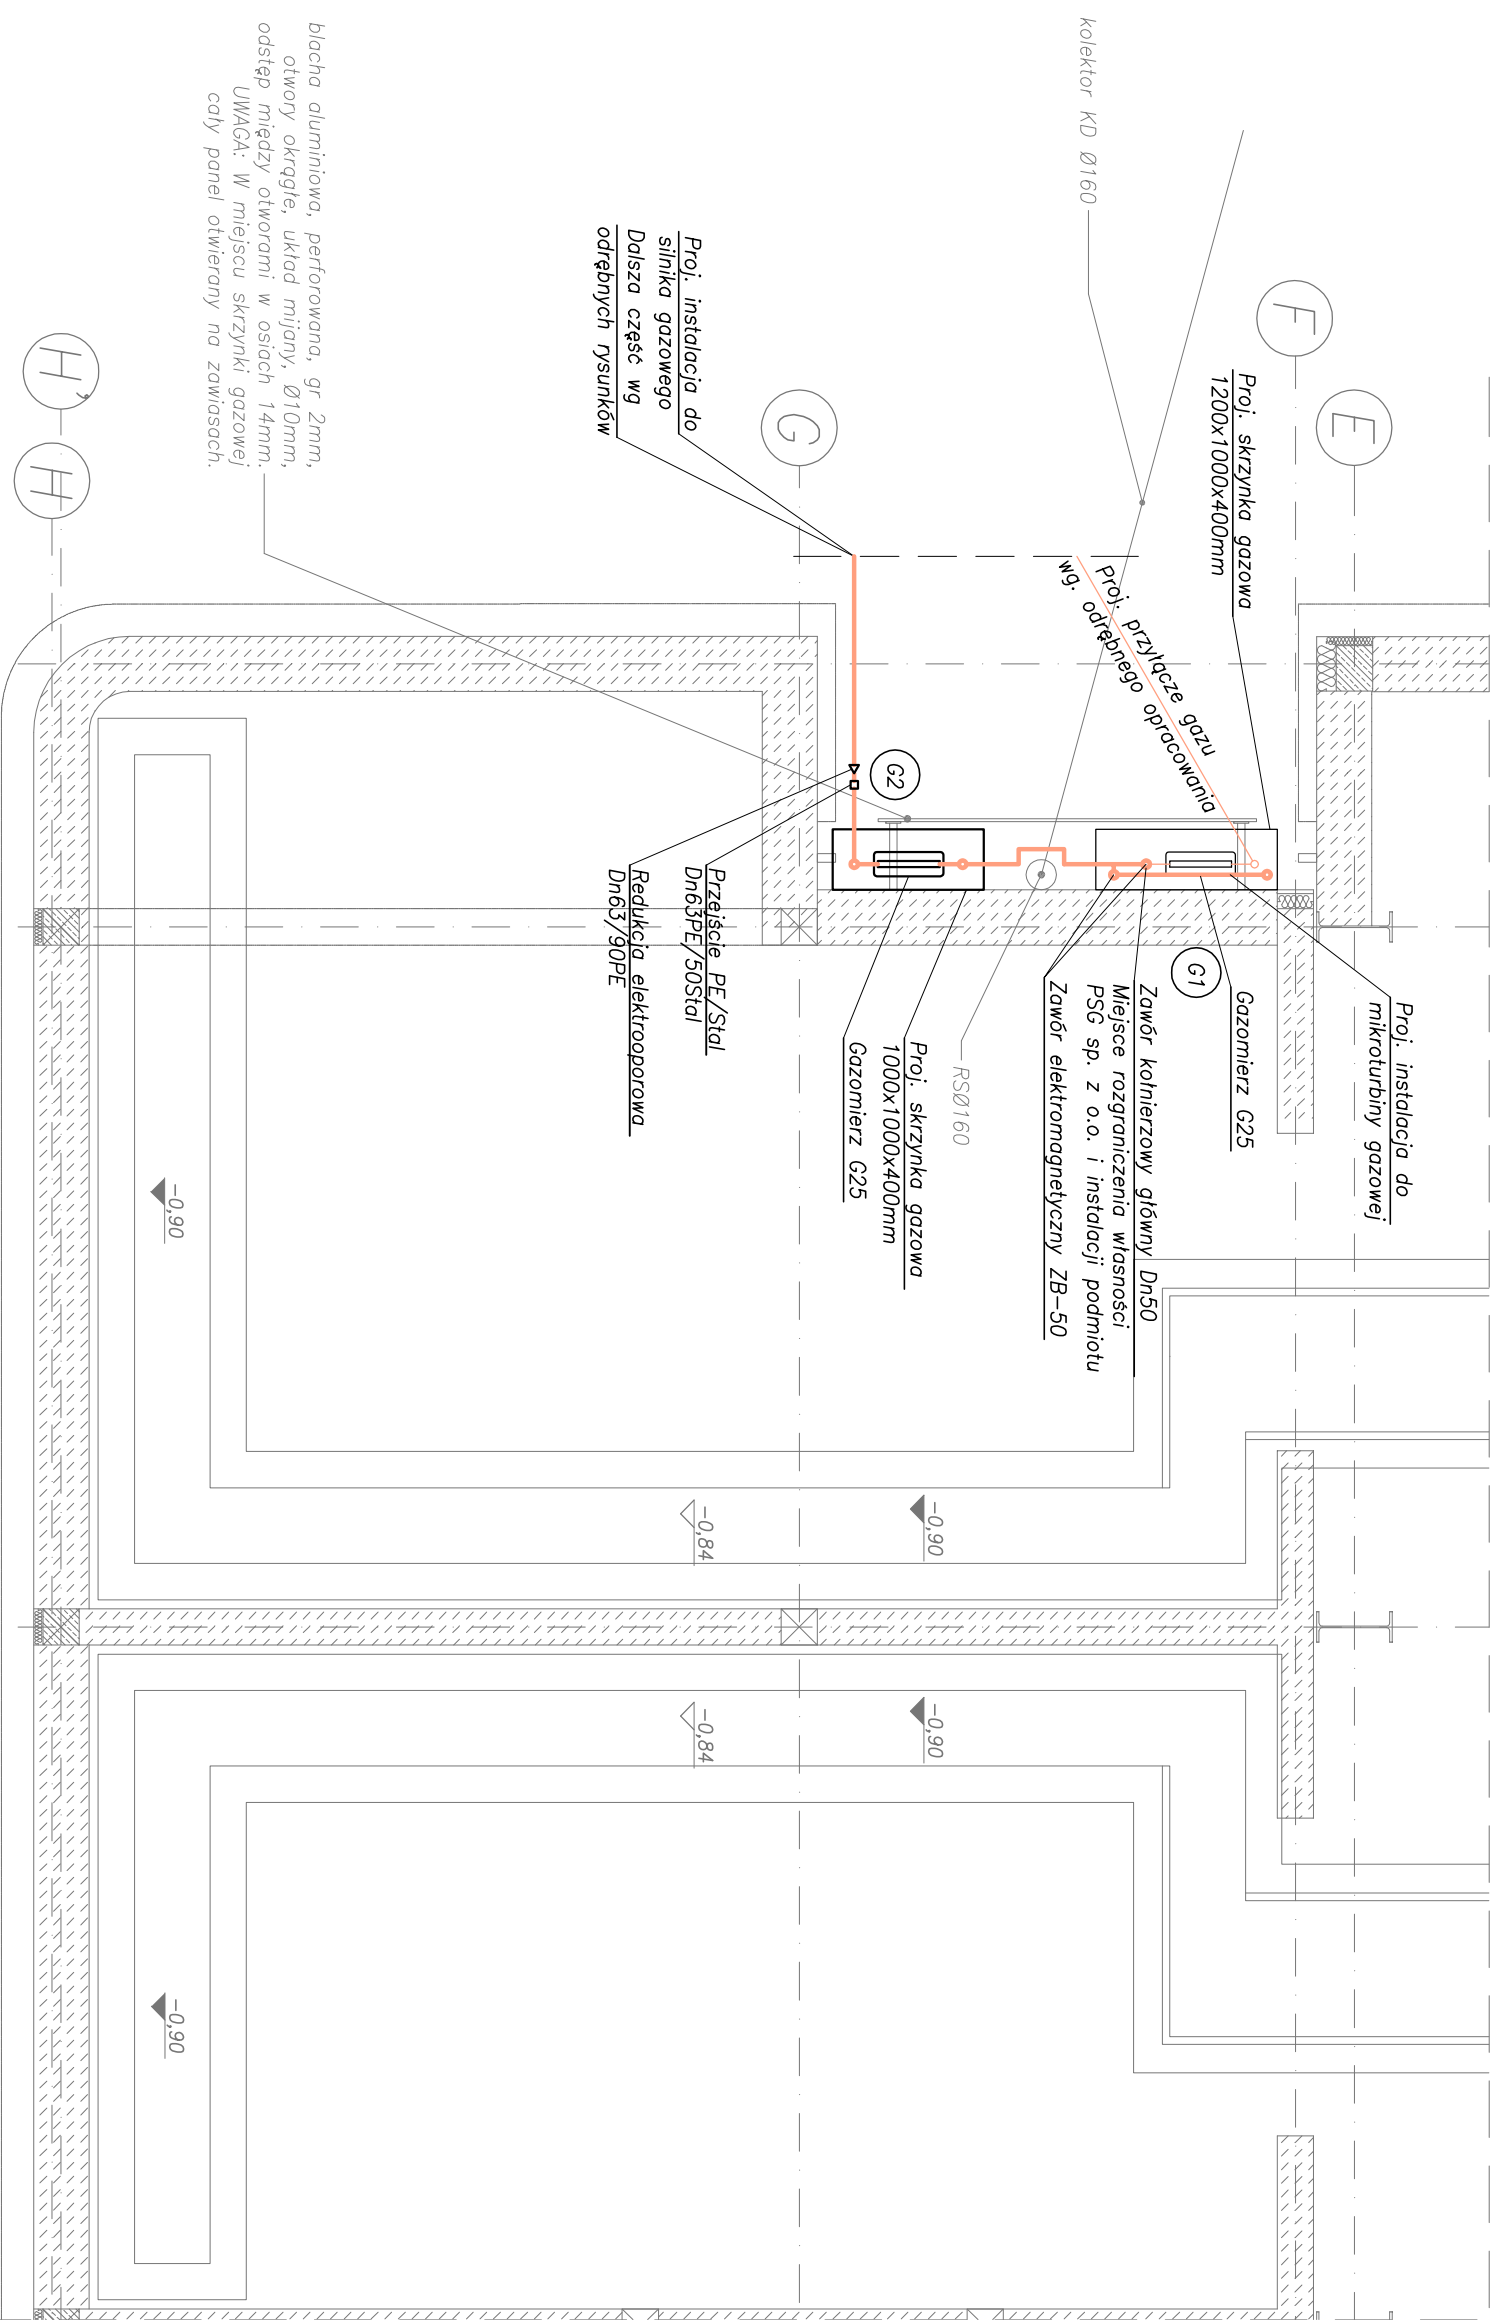 kolektor KD Ø160
F
E
G
H'
H
Proj. skrzynka gazowa
1200x1000x400mm
Proj. instalacja do
silnika gazowego
Dalsza część wg
odrębnych rysunków
blacha aluminiowa, perforowana, gr 2mm,
otwory okrągłe, układ mijany, Ø10mm,
odstęp między otworami w osiach 14mm.
UWAGA: W miejscu skrzynki gazowej
cały panel otwierany na zawiasach.
Proj. przyłącze gazu
wg. odrębnego opracowania
G2
G1
Proj. instalacja do
mikroturbiny gazowej
Gazomierz G25
Zawór kołnierzowy główny Dn50
Miejsce rozgraniczenia własności
PSG sp. z o.o. i instalacji podmiotu
Zawór elektromagnetyczny ZB-50
RSØ160
Proj. skrzynka gazowa
1000x1000x400mm
Gazomierz G25
Przejście PE/Stal
Dn63PE/50Stal
Redukcja elektrooporowa
Dn63/90PE
-0,90
-0,90
-0,84
-0,90
-0,84
-0,90